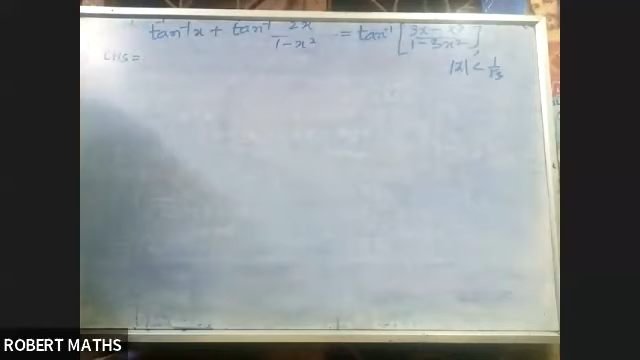 tan⁻¹x + tan⁻¹ 2x/1-x² = tan⁻¹ [3x - x³/1-3x²]
|x| < 1/√3
LHS =
ROBERT MATHS